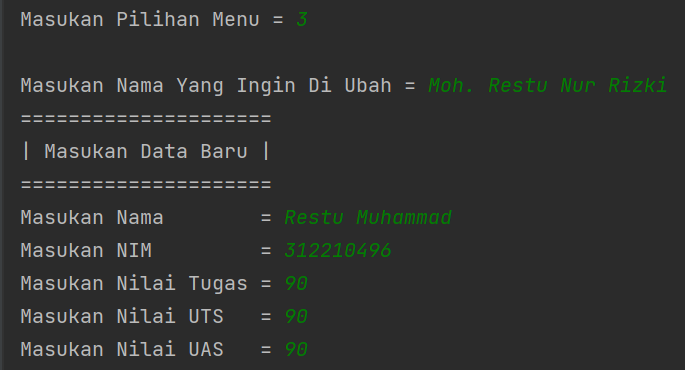 Masukan Pilihan Menu = 3
Masukan Nama Yang Ingin Di Ubah = Moh. Restu Nur Rizki
=====================
| Masukan Data Baru |
=====================
Masukan Nama        = Restu Muhammad
Masukan NIM         = 312210496
Masukan Nilai Tugas = 90
Masukan Nilai UTS   = 90
Masukan Nilai UAS   = 90